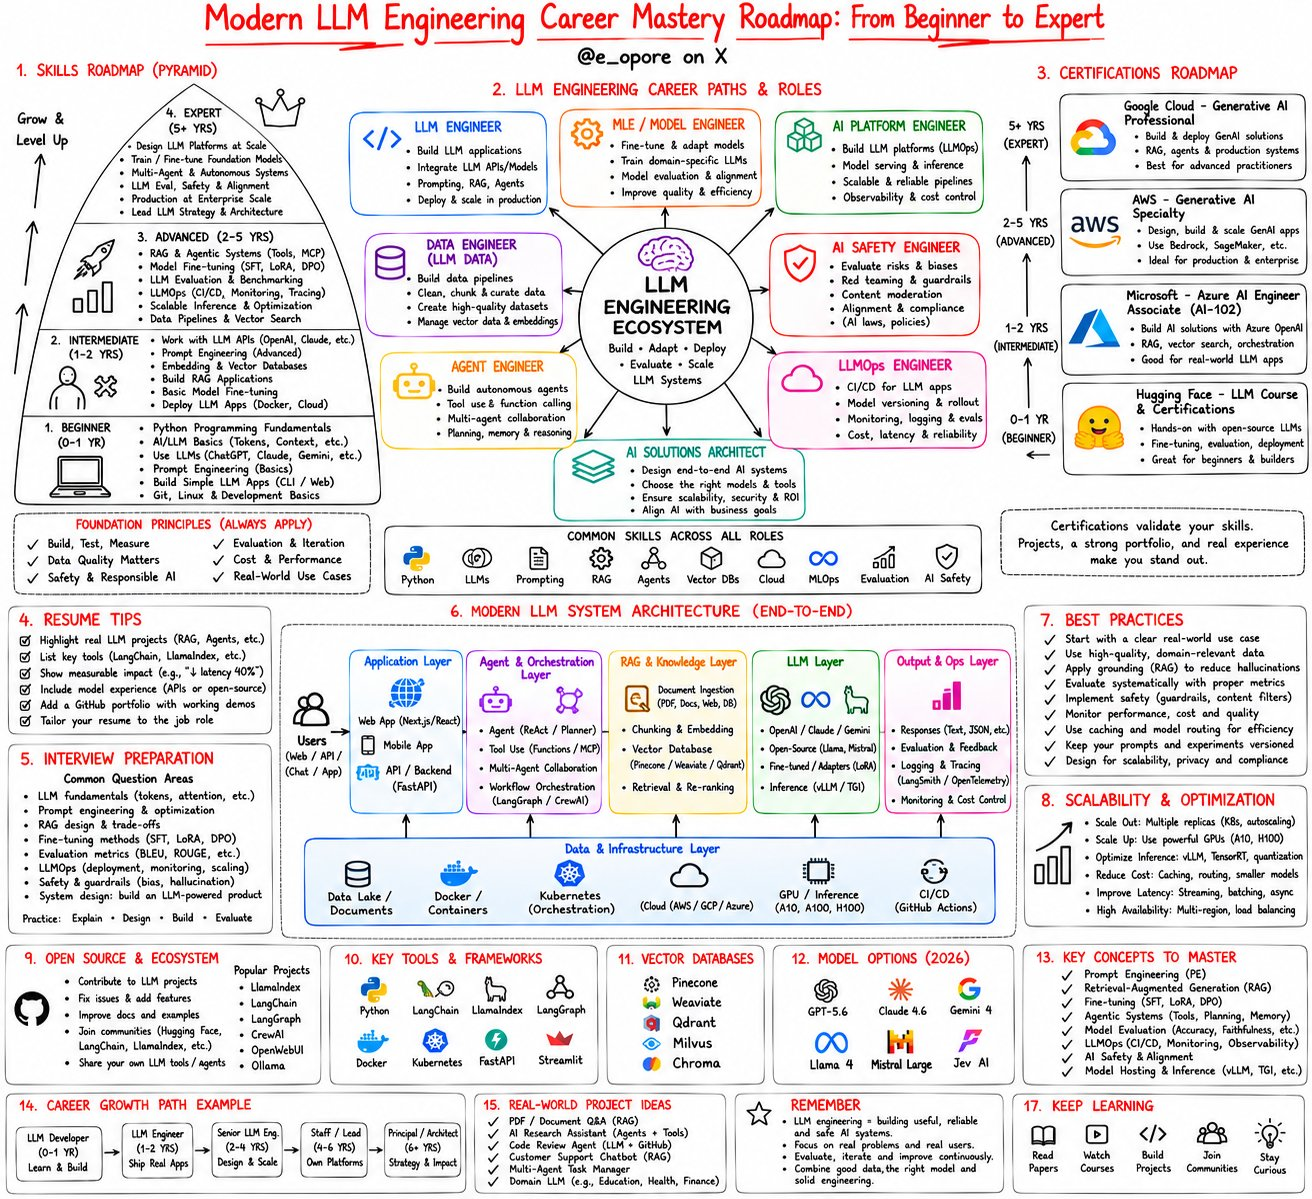 Modern LLM Engineering Career Mastery Roadmap: From Beginner to Expert
@e_opore on X
1. SKILLS ROADMAP (PYRAMID)
Grow &
Level Up
4. EXPERT
(5+ YRS)
• Design LLM Platforms at Scale
• Train / Fine-tune Foundation Models
• Multi-Agent & Autonomous Systems
• LLM Eval, Safety & Alignment
• Production at Enterprise Scale
• Lead LLM Strategy & Architecture
3. ADVANCED (2-5 YRS)
• RAG & Agentic Systems (Tools, MCP)
• Model Fine-tuning (SFT, LoRA, DPO)
• LLM Evaluation & Benchmarking
• LLMOps (CI/CD, Monitoring, Tracing)
• Scalable Inference & Optimization
• Data Pipelines & Vector Search
2. INTERMEDIATE
(1-2 YRS)
• Work with LLM APIs (OpenAI, Claude, etc.)
• Prompt Engineering (Advanced)
• Embedding & Vector Databases
• Build RAG Applications
• Basic Model Fine-tuning
• Deploy LLM Apps (Docker, Cloud)
1. BEGINNER
(0-1 YR)
• Python Programming Fundamentals
• AI/LLM Basics (Tokens, Context, etc.)
• Use LLMs (ChatGPT, Claude, Gemini, etc.)
• Prompt Engineering (Basics)
• Build Simple LLM Apps (CLI / Web)
• Git, Linux & Development Basics
FOUNDATION PRINCIPLES (ALWAYS APPLY)
✓ Build, Test, Measure
✓ Data Quality Matters
✓ Safety & Responsible AI
✓ Evaluation & Iteration
✓ Cost & Performance
✓ Real-World Use Cases
2. LLM ENGINEERING CAREER PATHS & ROLES
</> LLM ENGINEER
• Build LLM applications
• Integrate LLM APIs/Models
• Prompting, RAG, Agents
• Deploy & scale in production
MLE / MODEL ENGINEER
• Fine-tune & adapt models
• Train domain-specific LLMs
• Model evaluation & alignment
• Improve quality & efficiency
AI PLATFORM ENGINEER
• Build LLM platforms (LLMOps)
• Model serving & inference
• Scalable & reliable pipelines
• Observability & cost control
DATA ENGINEER
(LLM DATA)
• Build data pipelines
• Clean, chunk & curate data
• Create high-quality datasets
• Manage vector data & embeddings
LLM
ENGINEERING
ECOSYSTEM
Build • Adapt • Deploy
• Evaluate • Scale
LLM Systems
AI SAFETY ENGINEER
• Evaluate risks & biases
• Red teaming & guardrails
• Content moderation
• Alignment & compliance
• (AI laws, policies)
AGENT ENGINEER
• Build autonomous agents
• Tool use & function calling
• Multi-agent collaboration
• Planning, memory & reasoning
LLMOps ENGINEER
• CI/CD for LLM apps
• Model versioning & rollout
• Monitoring, logging & evals
• Cost, latency & reliability
AI SOLUTIONS ARCHITECT
• Design end-to-end AI systems
• Choose the right models & tools
• Ensure scalability, security & ROI
• Align AI with business goals
COMMON SKILLS ACROSS ALL ROLES
Python LLMs Prompting RAG Agents Vector DBs Cloud MLOps Evaluation AI Safety
3. CERTIFICATIONS ROADMAP
5+ YRS
(EXPERT)
2-5 YRS
(ADVANCED)
1-2 YRS
(INTERMEDIATE)
0-1 YR
(BEGINNER)
Google Cloud - Generative AI
Professional
• Build & deploy GenAI solutions
• RAG, agents & production systems
• Best for advanced practitioners
aws
AWS - Generative AI
Specialty
• Design, build & scale GenAI apps
• Use Bedrock, SageMaker, etc.
• Ideal for production & enterprise
Microsoft - Azure AI Engineer
Associate (AI-102)
• Build AI solutions with Azure OpenAI
• RAG, vector search, orchestration
• Good for real-world LLM apps
Hugging Face - LLM Course
& Certifications
• Hands-on with open-source LLMs
• Fine-tuning, evaluation, deployment
• Great for beginners & builders
Certifications validate your skills.
Projects, a strong portfolio, and real experience
make you stand out.
4. RESUME TIPS
Highlight real LLM projects (RAG, Agents, etc.)
List key tools (LangChain, LlamaIndex, etc.)
Show measurable impact (e.g., "↓ latency 40%")
Include model experience (APIs or open-source)
Add a GitHub portfolio with working demos
Tailor your resume to the job role
5. INTERVIEW PREPARATION
Common Question Areas
• LLM fundamentals (tokens, attention, etc.)
• Prompt engineering & optimization
• RAG design & trade-offs
• Fine-tuning methods (SFT, LoRA, DPO)
• Evaluation metrics (BLEU, ROUGE, etc.)
• LLMOps (deployment, monitoring, scaling)
• Safety & guardrails (bias, hallucination)
• System design: build an LLM-powered product
Practice: Explain • Design • Build • Evaluate
6. MODERN LLM SYSTEM ARCHITECTURE (END-TO-END)
Users
(Web / API /
(Chat / App)
Application Layer
Web App (Next.js/React)
Mobile App
API API / Backend
(FastAPI)
Agent & Orchestration
Layer
• Agent (ReAct / Planner)
• Tool Use (Functions / MCP)
• Multi-Agent Collaboration
• Workflow Orchestration
(LangGraph / CrewAI)
RAG & Knowledge Layer
Document Ingestion
(PDF, Docs, Web, DB)
• Chunking & Embedding
• Vector Database
(Pinecone / Weaviate / Qdrant)
• Retrieval & Re-ranking
LLM Layer
• OpenAI / Claude / Gemini
• Open-Source (Llama, Mistral)
• Fine-tuned / Adapters (LoRA)
• Inference (vLLM / TGI)
Output & Ops Layer
• Responses (Text, JSON, etc)
• Evaluation & Feedback
• Logging & Tracing
(LangSmith / OpenTelemetry)
• Monitoring & Cost Control
Data & Infrastructure Layer
Data Lake /
Documents
Docker /
Containers
Kubernetes
(Orchestration)
(Cloud (AWS / GCP / Azure)
GPU / Inference
(A10, A100, H100)
CI/CD
(GitHub Actions)
7. BEST PRACTICES
✓ Start with a clear real-world use case
✓ Use high-quality, domain-relevant data
✓ Apply grounding (RAG) to reduce hallucinations
✓ Evaluate systematically with proper metrics
✓ Implement safety (guardrails, content filters)
✓ Monitor performance, cost and quality
✓ Use caching and model routing for efficiency
✓ Keep your prompts and experiments versioned
✓ Design for scalability, privacy and compliance
8. SCALABILITY & OPTIMIZATION
• Scale Out: Multiple replicas (K8s, autoscaling)
• Scale Up: Use powerful GPUs (A10, H100)
• Optimize Inference: vLLM, TensorRT, quantization
• Reduce Cost: Caching, routing, smaller models
• Improve Latency: Streaming, batching, async
• High Availability: Multi-region, load balancing
9. OPEN SOURCE & ECOSYSTEM
• Contribute to LLM projects
• Fix issues & add features
• Improve docs and examples
• Join communities (Hugging Face,
LangChain, LlamaIndex, etc.)
• Share your own LLM tools / agents
Popular Projects
• LlamaIndex
• LangChain
• LangGraph
• CrewAI
• OpenWebUI
• Ollama
10. KEY TOOLS & FRAMEWORKS
Python LangChain LlamaIndex LangGraph
Docker Kubernetes FastAPI Streamlit
11. VECTOR DATABASES
Pinecone
Weaviate
Qdrant
Milvus
Chroma
12. MODEL OPTIONS (2026)
GPT-5.6 Claude 4.6 Gemini 4
Llama 4 Mistral Large Jev AI
13. KEY CONCEPTS TO MASTER
✓ Prompt Engineering (PE)
✓ Retrieval-Augmented Generation (RAG)
✓ Fine-tuning (SFT, LoRA, DPO)
✓ Agentic Systems (Tools, Planning, Memory)
✓ Model Evaluation (Accuracy, Faithfulness, etc.)
✓ LLMOps (CI/CD, Monitoring, Observability)
✓ AI Safety & Alignment
✓ Model Hosting & Inference (vLLM, TGI, etc.)
14. CAREER GROWTH PATH EXAMPLE
LLM Developer
(0-1 YR)
Learn & Build
LLM Engineer
(1-2 YRS)
Ship Real Apps
Senior LLM Eng.
(2-4 YRS)
Design & Scale
Staff / Lead
(4-6 YRS)
Own Platforms
Principal / Architect
(6+ YRS)
Strategy & Impact
15. REAL-WORLD PROJECT IDEAS
✓ PDF / Document Q&A (RAG)
✓ AI Research Assistant (Agents + Tools)
✓ Code Review Agent (LLM + GitHub)
✓ Customer Support Chatbot (RAG)
✓ Multi-Agent Task Manager
✓ Domain LLM (e.g., Education, Health, Finance)
REMEMBER
• LLM engineering = building useful, reliable
and safe AI systems.
• Focus on real problems and real users.
• Evaluate, iterate and improve continuously.
• Combine good data, the right model and
solid engineering.
17. KEEP LEARNING
Read
Papers
Watch
Courses
</>
Build
Projects
Join
Communities
Stay
Curious